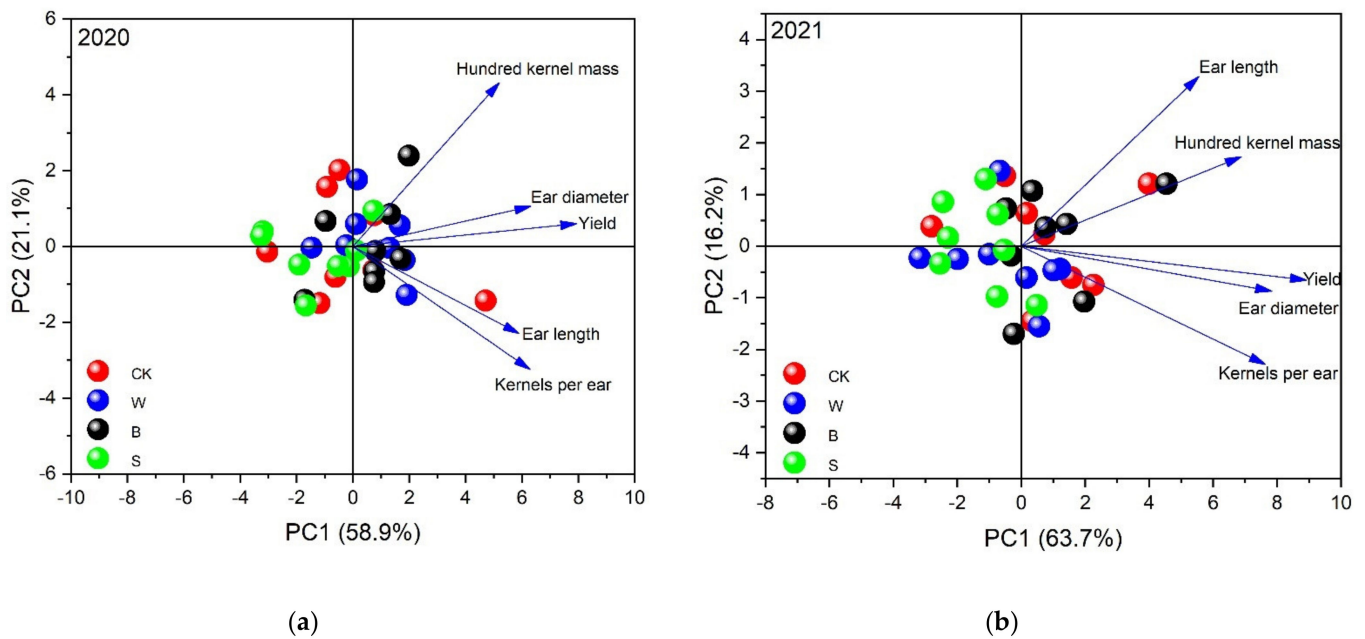 2020
6
4
2
0
-2
-4
-6
-10
-8
-6
-4
-2
0
2
4
6
8
10
PC2 (21.1%)
PC1 (58.9%)
Hundred kernel mass
Ear diameter
Yield
Ear length
Kernels per ear
CK
W
B
S
(a)
2021
4
3
2
1
0
-1
-2
-3
-4
-8
-6
-4
-2
0
2
4
6
8
10
PC2 (16.2%)
PC1 (63.7%)
Ear length
Hundred kernel mass
Yield
Ear diameter
Kernels per ear
CK
W
B
S
(b)